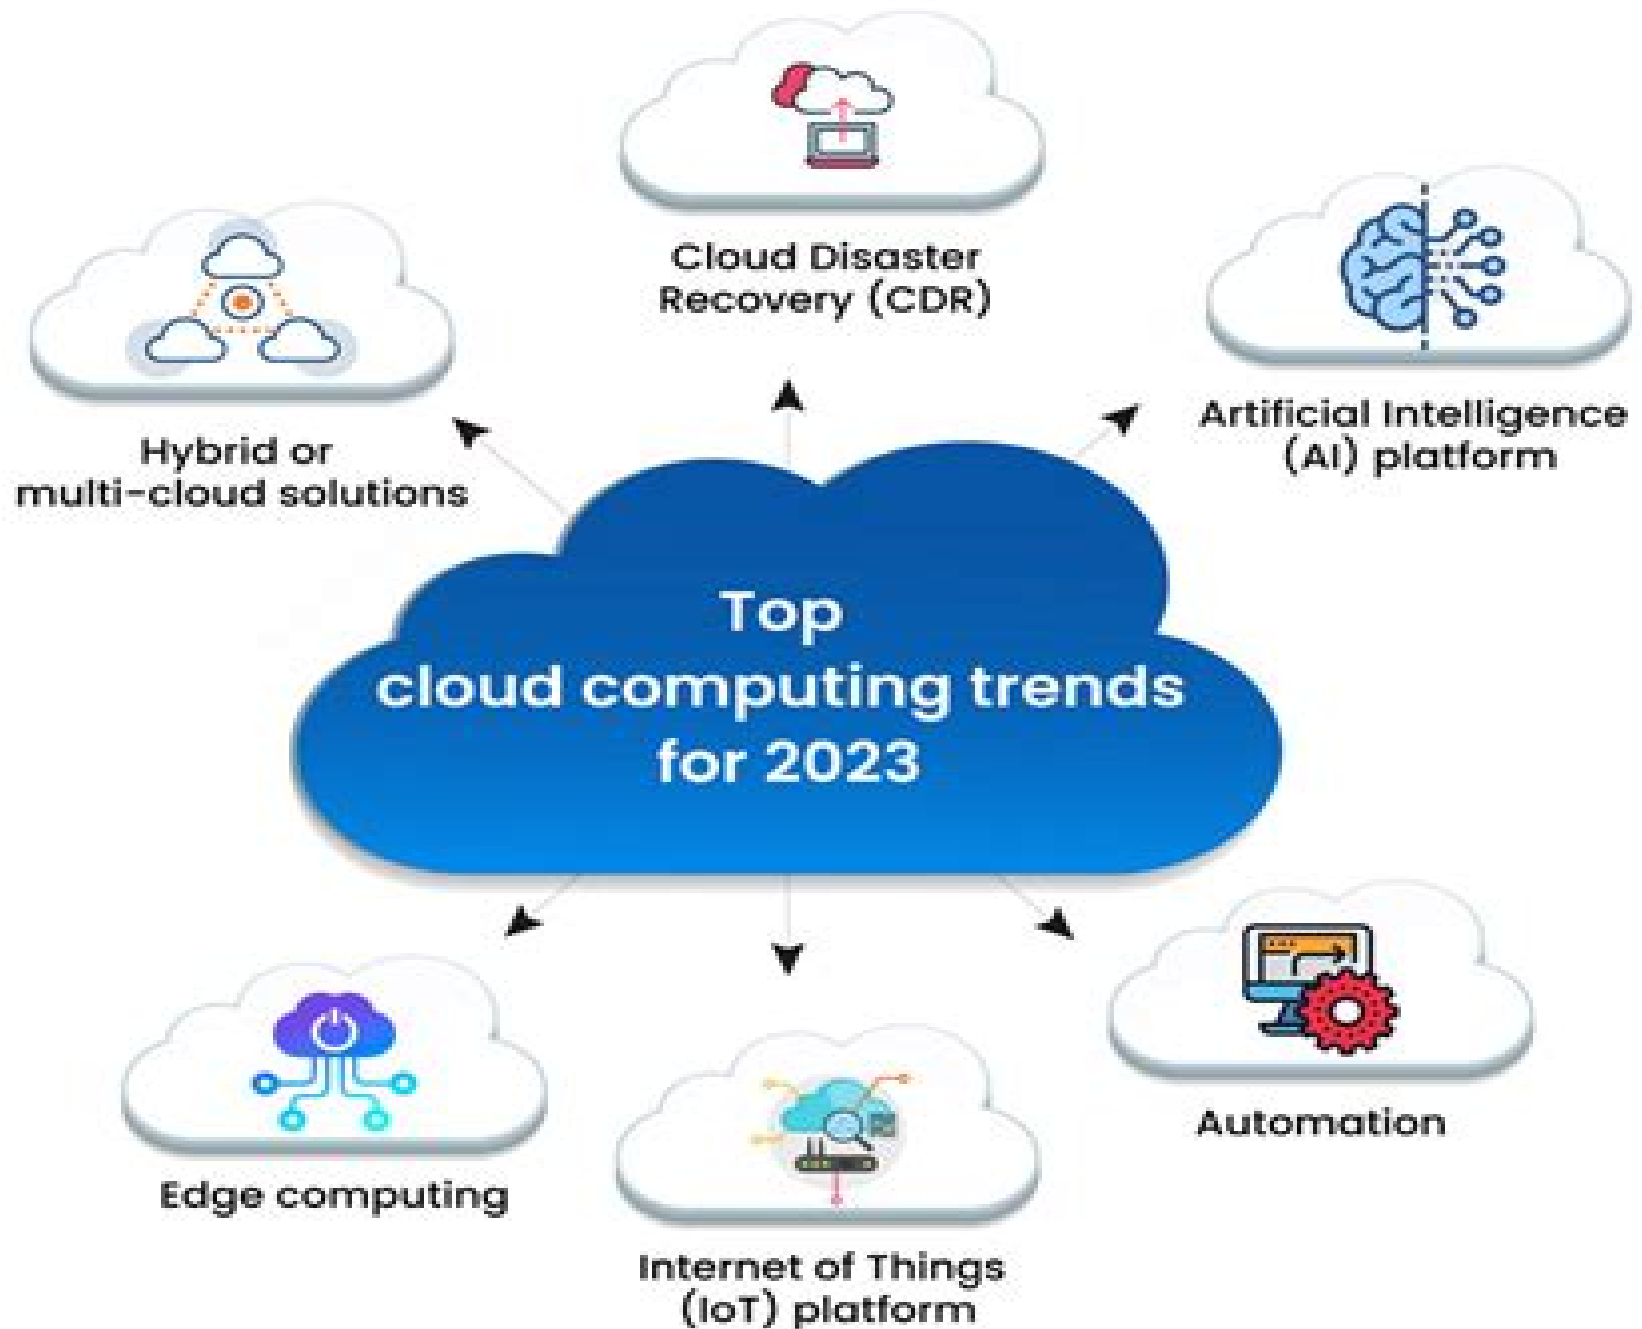 Cloud Disaster
Recovery (CDR)
Artificial Intelligence
(AI) platform
Hybrid or
multi-cloud solutions
Top
cloud computing trends
for 2023
Automation
Edge computing
Internet of Things
(IoT) platform